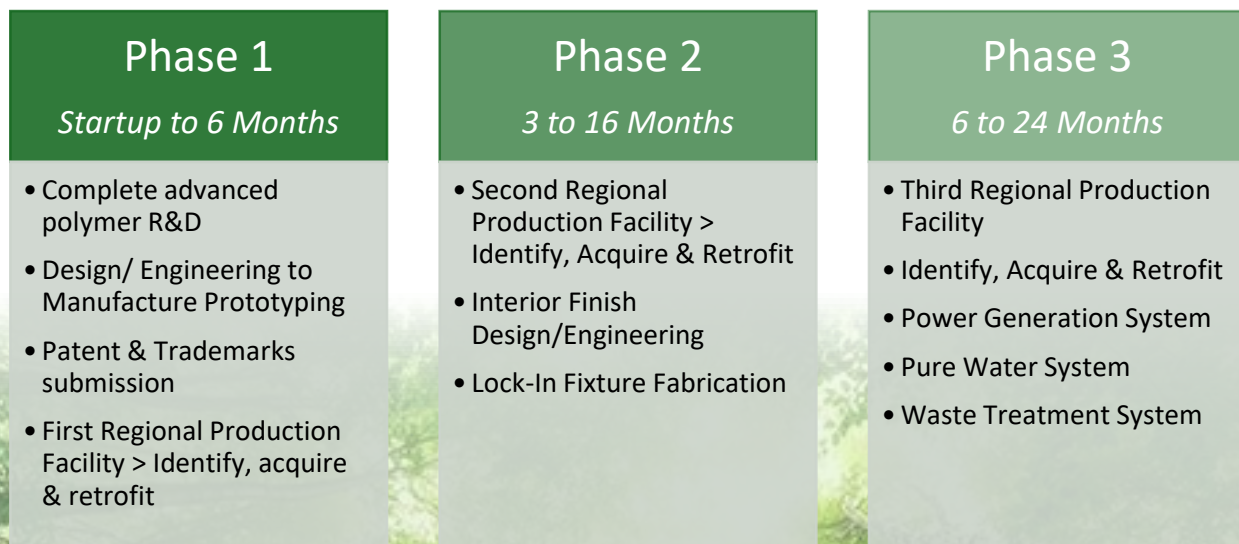 Phase 1
Startup to 6 Months
• Complete advanced
polymer R&D
• Design/ Engineering to
Manufacture Prototyping
• Patent & Trademarks
submission
• First Regional Production
Facility > Identify, acquire
& retrofit
Phase 2
3 to 16 Months
• Second Regional
Production Facility >
Identify, Acquire & Retrofit
• Interior Finish
Design/Engineering
• Lock-In Fixture Fabrication
Phase 3
6 to 24 Months
• Third Regional Production
Facility
• Identify, Acquire & Retrofit
• Power Generation System
• Pure Water System
• Waste Treatment System